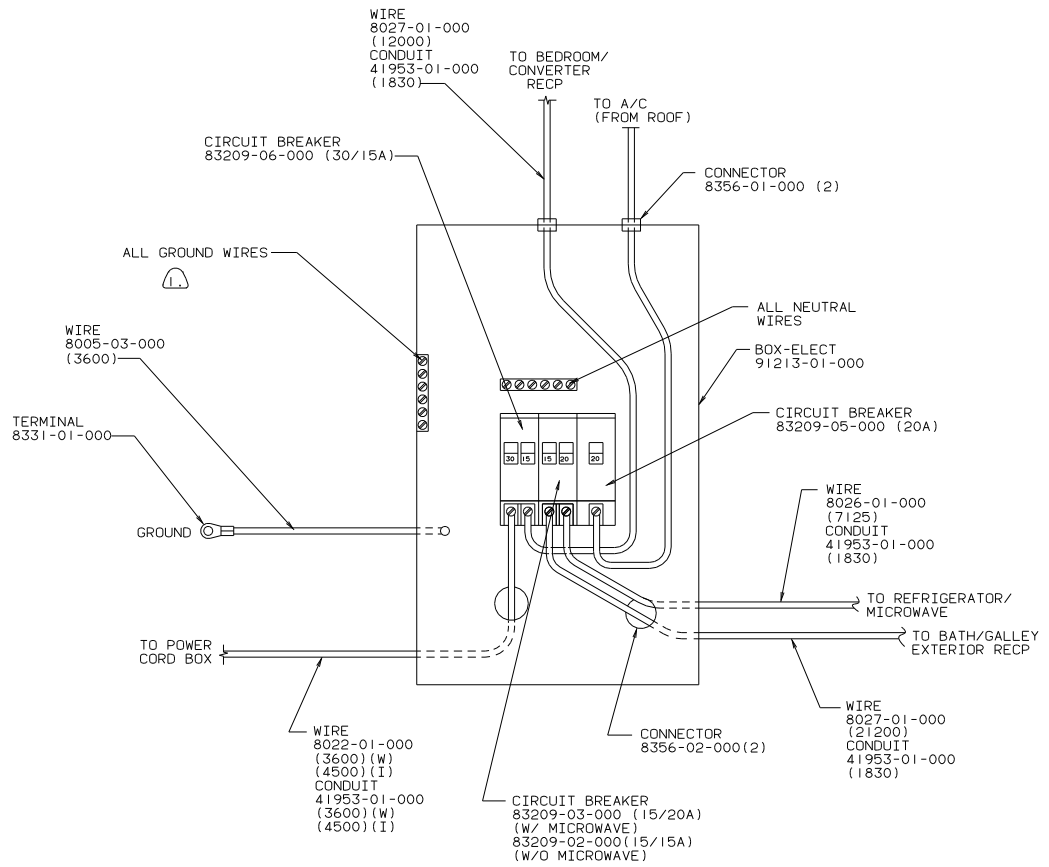 WIRE
8027-01-000
(12000)
CONDUIT
41953-01-000
(1830)
TO BEDROOM/
CONVERTER
RECP
TO A/C
(FROM ROOF)
CIRCUIT BREAKER
83209-06-000 (30/15A)
CONNECTOR
8356-01-000 (2)
ALL GROUND WIRES
1.
ALL NEUTRAL
WIRES
WIRE
8005-03-000
(3600)
BOX-ELECT
91213-01-000
TERMINAL
8331-01-000
CIRCUIT BREAKER
83209-05-000 (20A)
30 15 15 20 20
WIRE
8026-01-000
(7125)
CONDUIT
41953-01-000
(1830)
GROUND
TO REFRIGERATOR/
MICROWAVE
TO BATH/GALLEY
EXTERIOR RECP
TO POWER
CORD BOX
WIRE
8027-01-000
(21200)
CONDUIT
41953-01-000
(1830)
WIRE
8022-01-000
(3600)(W)
(4500)(I)
CONDUIT
41953-01-000
(3600)(W)
(4500)(I)
CONNECTOR
8356-02-000(2)
CIRCUIT BREAKER
83209-03-000 (15/20A)
(W/ MICROWAVE)
83209-02-000(15/15A)
(W/O MICROWAVE)